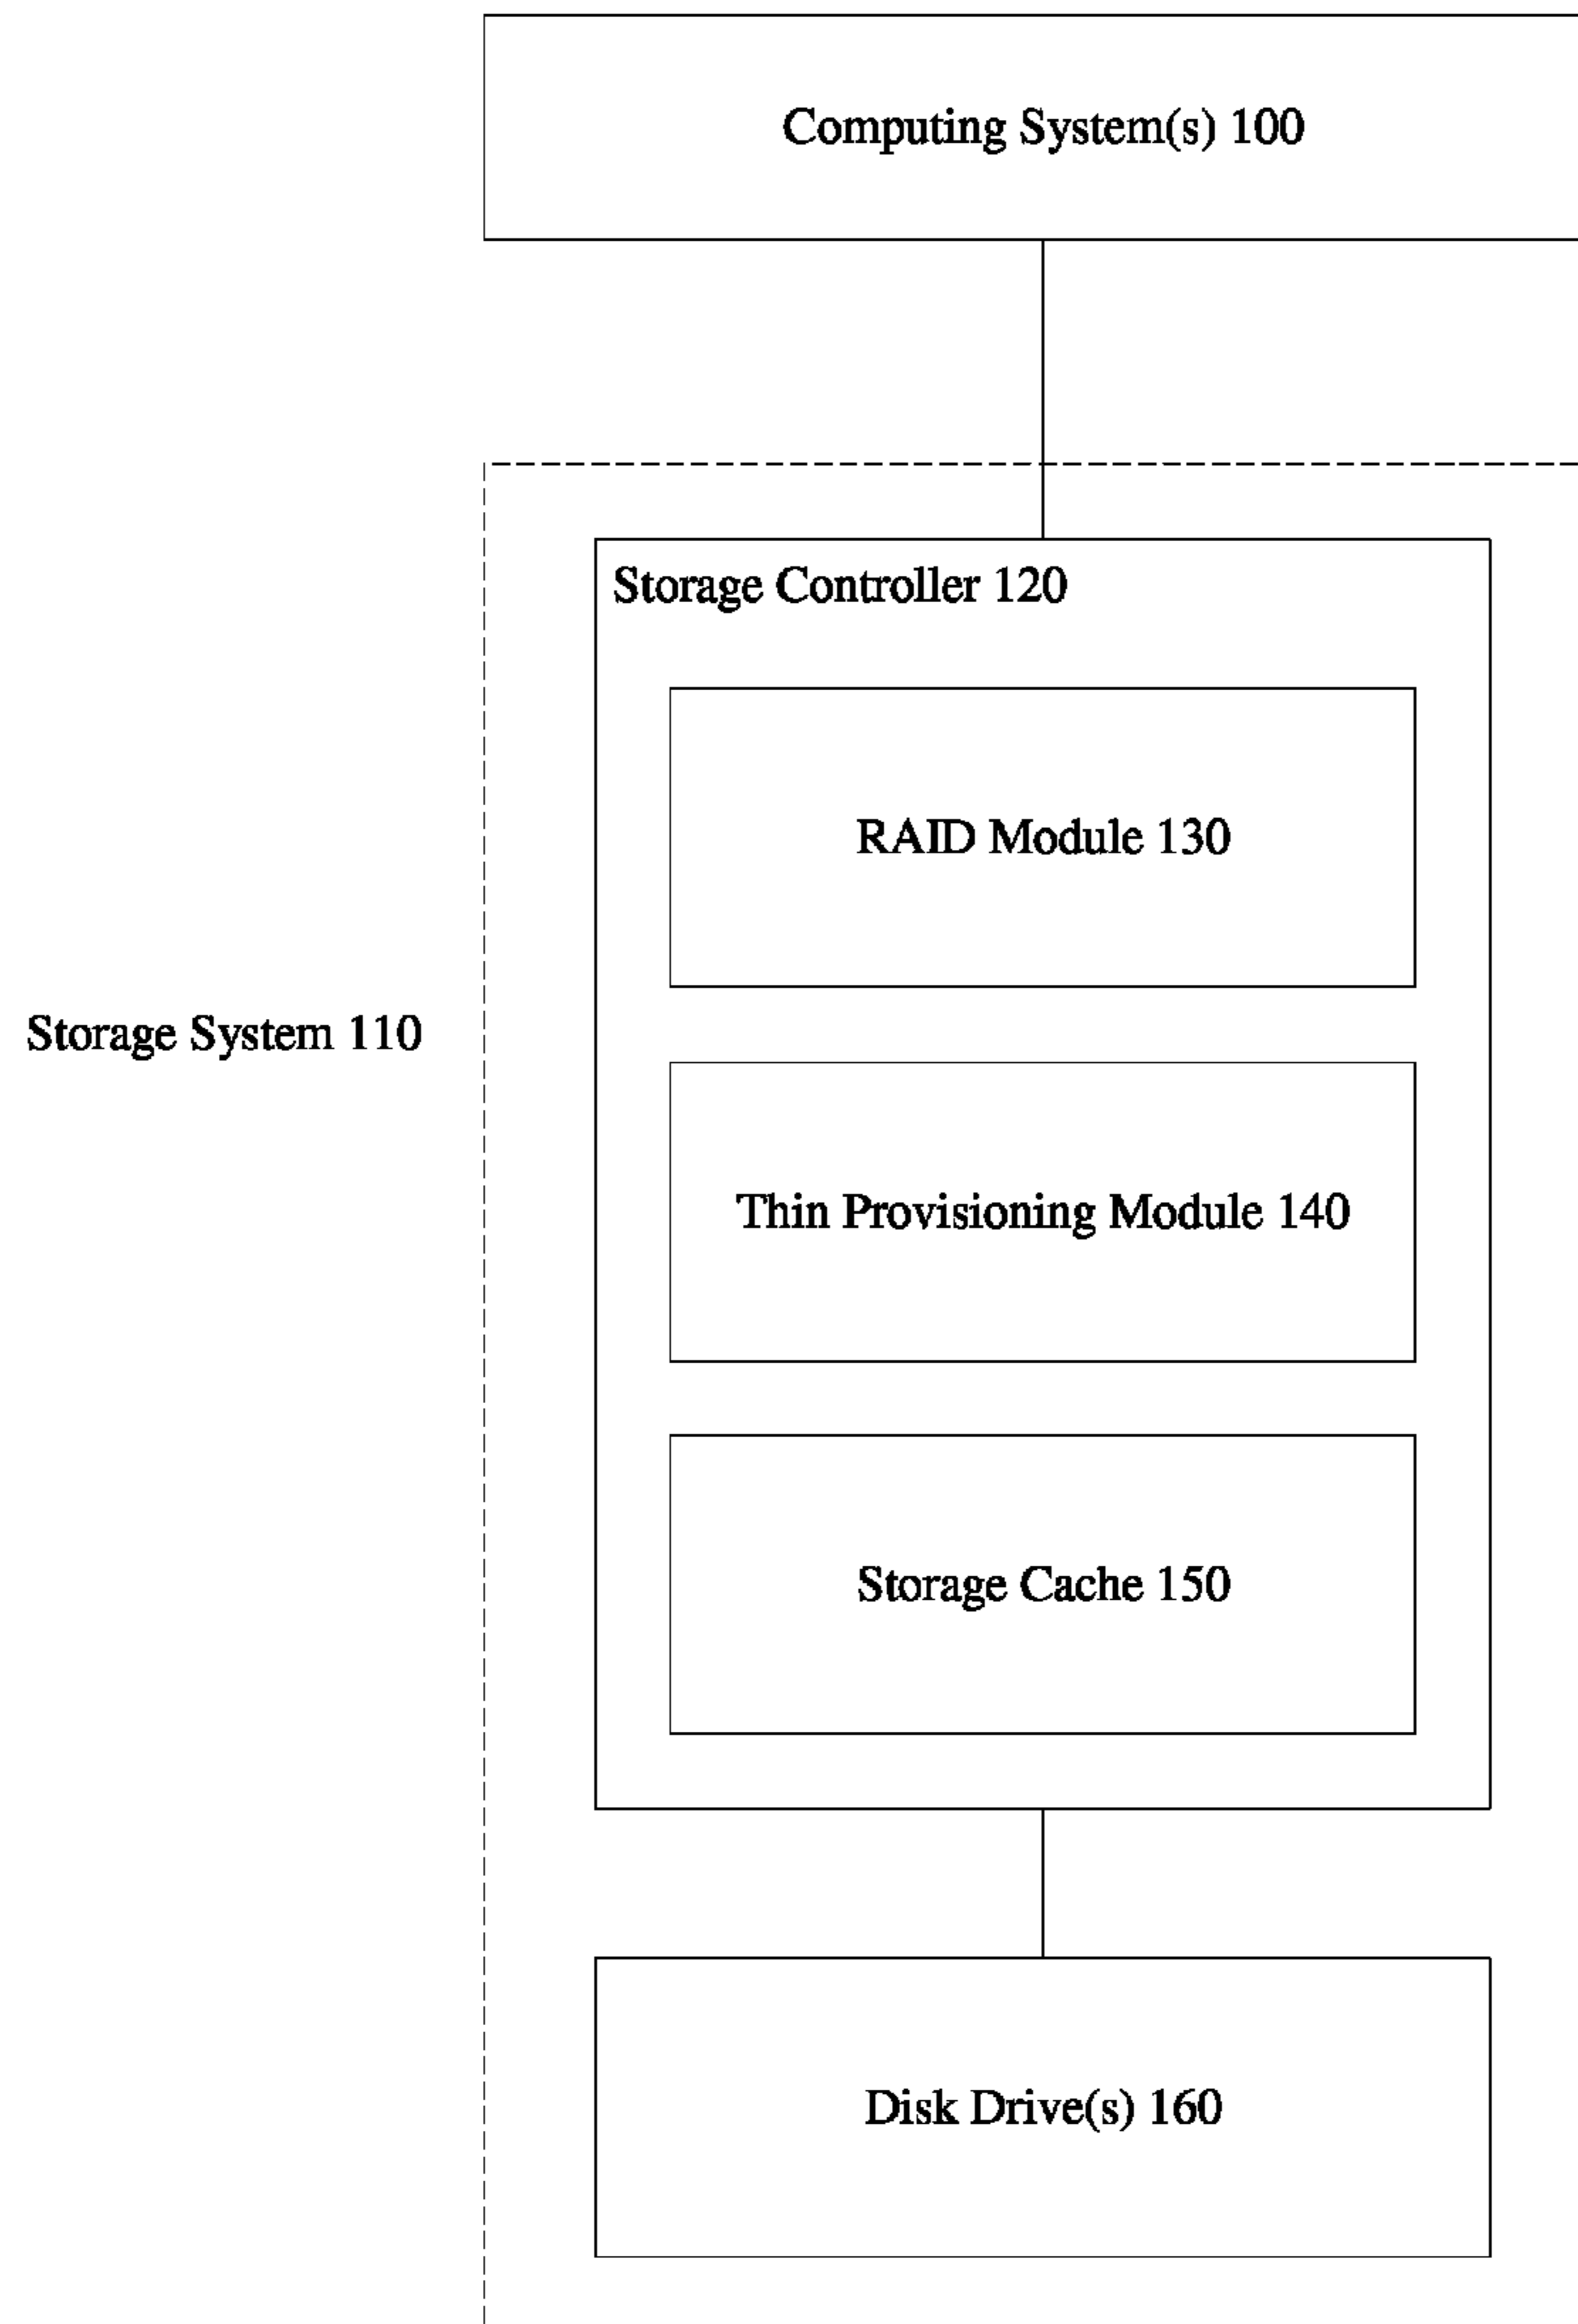 Computing System(s) 100
Storage Controller 120
RAID Module 130
Storage System 110
Thin Provisioning Module 140
Storage Cache 150
Disk Drive(s) 160